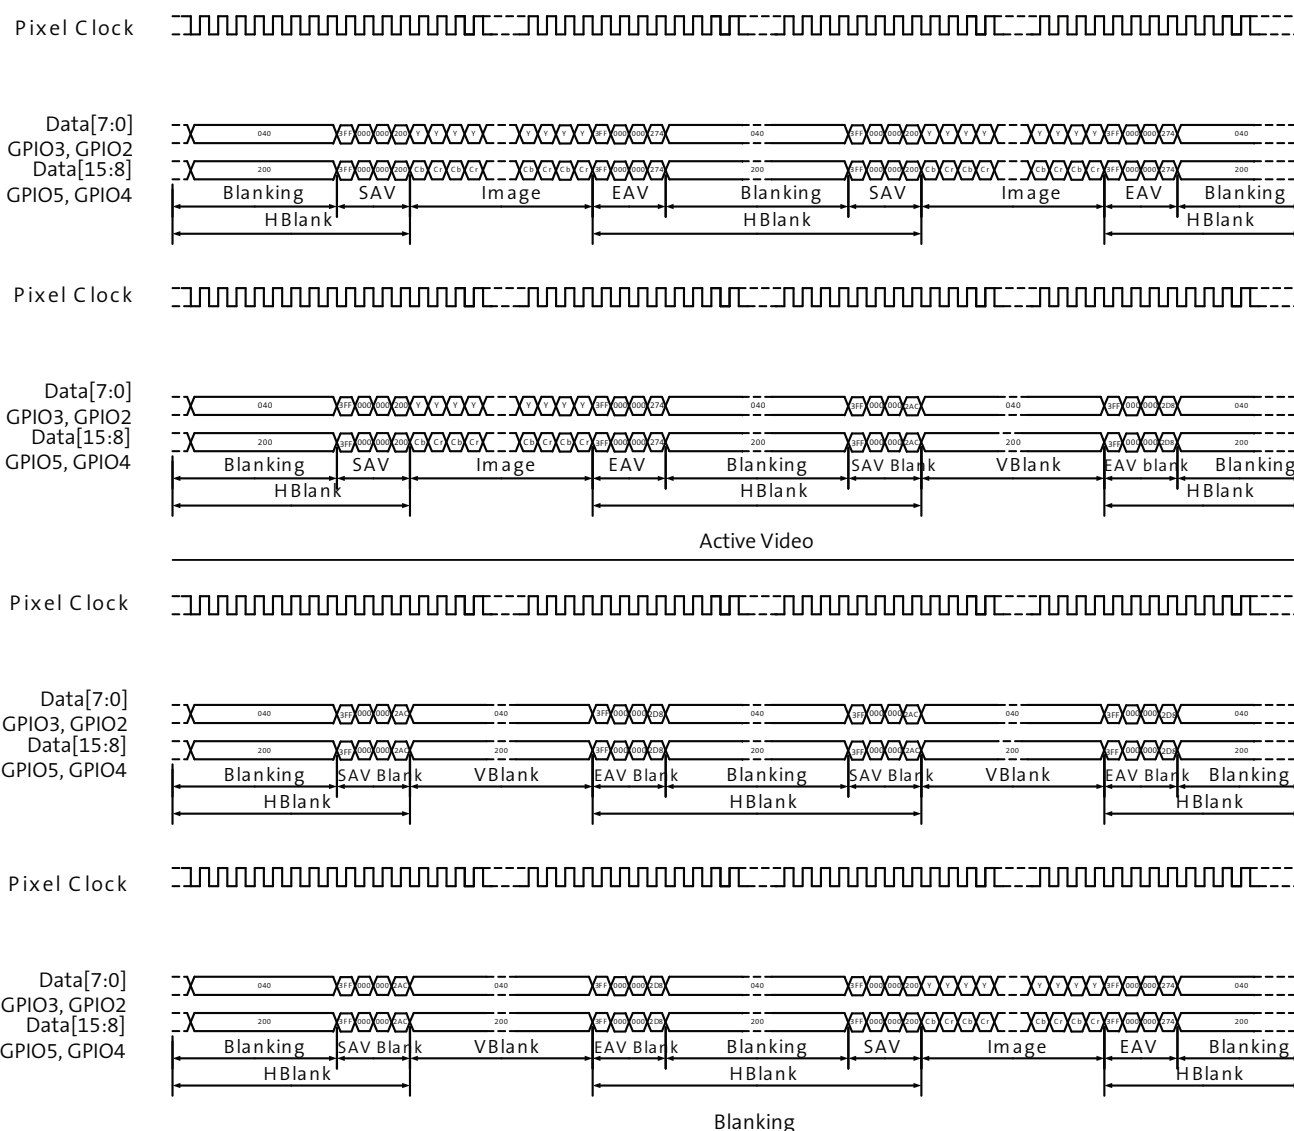 Pixel Clock
Data[7:0]
040 3FF 000 000 200 Y Y Y Y Y Y Y Y 3FF 000 000 274 040 3FF 000 000 200 Y Y Y Y Y Y Y Y 3FF 000 000 274 040
GPIO3, GPIO2
Data[15:8]
200 3FF 000 000 200 Cb Cr Cb Cr Cb Cr Cb Cr 3FF 000 000 274 200 3FF 000 000 200 Cb Cr Cb Cr Cb Cr Cb Cr 3FF 000 000 274 200
GPIO5, GPIO4
Blanking SAV Image EAV Blanking SAV Image EAV Blanking
HBlank HBlank HBlank
Pixel Clock
Data[7:0]
040 3FF 000 000 200 Y Y Y Y Y Y Y Y 3FF 000 000 274 040 3FF 000 000 2AC 040 3FF 000 000 2D8 040
GPIO3, GPIO2
Data[15:8]
200 3FF 000 000 200 Cb Cr Cb Cr Cb Cr Cb Cr 3FF 000 000 274 200 3FF 000 000 2AC 200 3FF 000 000 2D8 200
GPIO5, GPIO4
Blanking SAV Image EAV Blanking SAV Blank VBlank EAV blank Blanking
HBlank HBlank HBlank
Active Video
Pixel Clock
Data[7:0]
040 3FF 000 000 2AC 040 3FF 000 000 2D8 040 3FF 000 000 2AC 040 3FF 000 000 2D8 040
GPIO3, GPIO2
Data[15:8]
200 3FF 000 000 2AC 200 3FF 000 000 2D8 200 3FF 000 000 2AC 200 3FF 000 000 2D8 200
GPIO5, GPIO4
Blanking SAV Blank VBlank EAV Blank Blanking SAV Blank VBlank EAV Blank Blanking
HBlank HBlank HBlank
Pixel Clock
Data[7:0]
040 3FF 000 000 2AC 040 3FF 000 000 2D8 040 3FF 000 000 200 Y Y Y Y Y Y Y Y 3FF 000 000 274 040
GPIO3, GPIO2
Data[15:8]
200 3FF 000 000 2AC 200 3FF 000 000 2D8 200 3FF 000 000 200 Cb Cr Cb Cr Cb Cr Cb Cr 3FF 000 000 274 200
GPIO5, GPIO4
Blanking SAV Blank VBlank EAV Blank Blanking SAV Image EAV Blanking
HBlank HBlank HBlank
Blanking